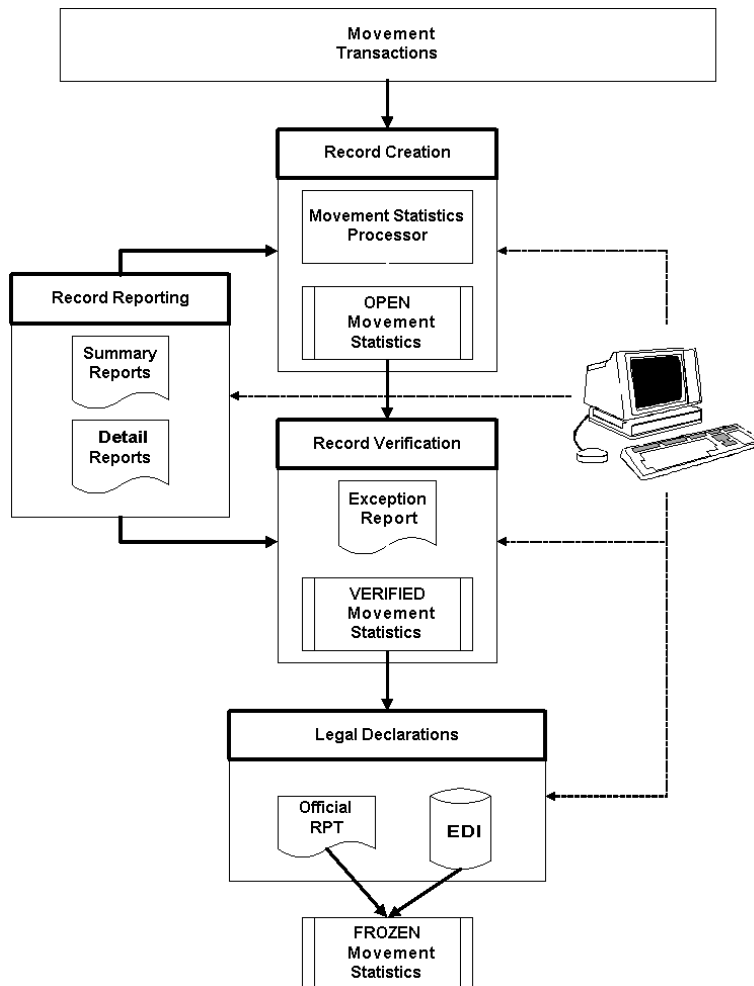 Movement
Transactions
Record Creation
Movement Statistics
Processor
OPEN
Movement
Statistics
Record Reporting
Summary
Reports
Detail
Reports
Record Verification
Exception
Report
VERIFIED
Movement
Statistics
Legal Declarations
Official
RPT
EDI
FROZEN
Movement
Statistics